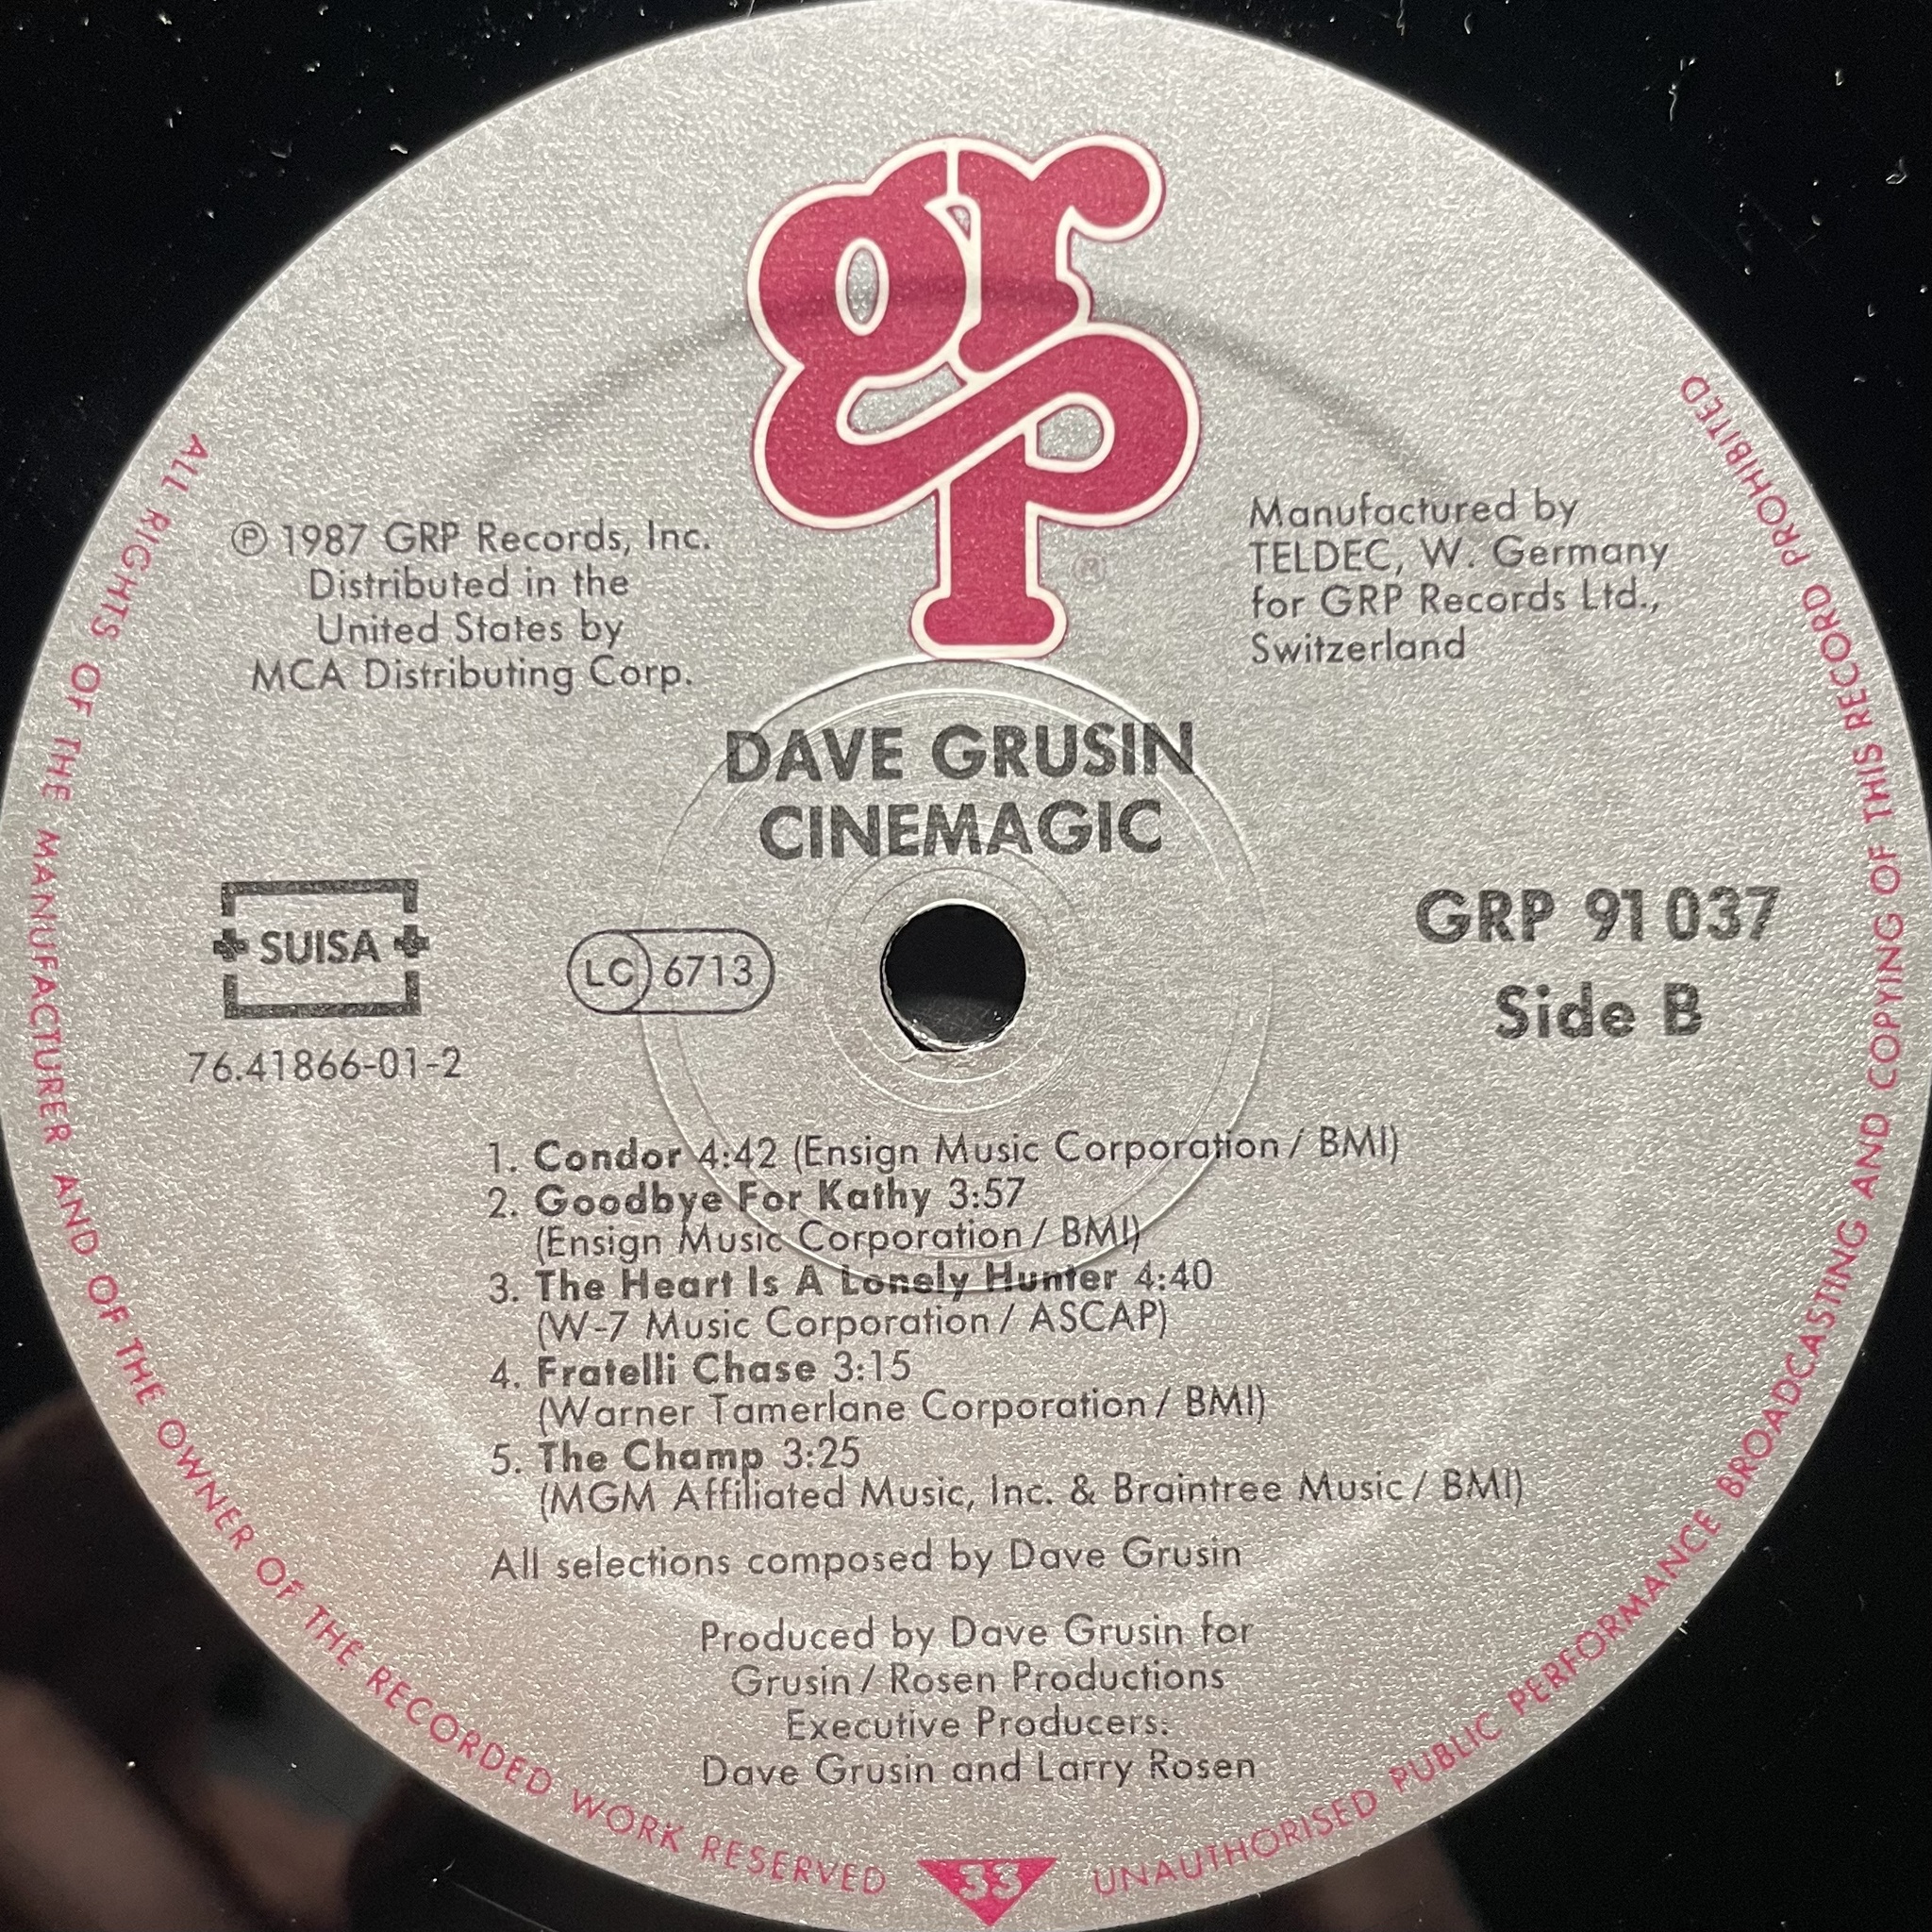 grp
℗ 1987 GRP Records, Inc.
Distributed in the
United States by
MCA Distributing Corp.
®
Manufactured by
TELDEC, W. Germany
for GRP Records Ltd.,
Switzerland
DAVE GRUSIN
CINEMAGIC
SUISA
76.41866-01-2
LC 6713
GRP 91 037
Side B
1. Condor 4:42 (Ensign Music Corporation / BMI)
2. Goodbye For Kathy 3:57
(Ensign Music Corporation / BMI)
3. The Heart Is A Lonely Hunter 4:40
(W-7 Music Corporation / ASCAP)
4. Fratelli Chase 3:15
(Warner Tamerlane Corporation / BMI)
5. The Champ 3:25
(MGM Affiliated Music, Inc. & Braintree Music / BMI)
All selections composed by Dave Grusin
Produced by Dave Grusin for
Grusin / Rosen Productions
Executive Producers:
Dave Grusin and Larry Rosen
ALL RIGHTS OF THE MANUFACTURER AND OF THE OWNER OF THE RECORDED WORK RESERVED
33
UNAUTHORISED PUBLIC PERFORMANCE BROADCASTING AND COPYING OF THIS RECORD PROHIBITED